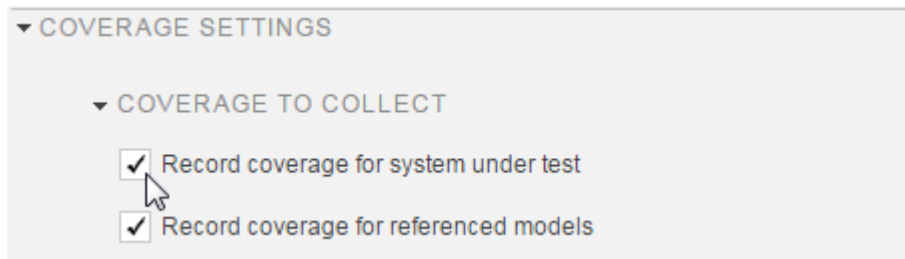 COVERAGE SETTINGS
COVERAGE TO COLLECT
Record coverage for system under test
Record coverage for referenced models